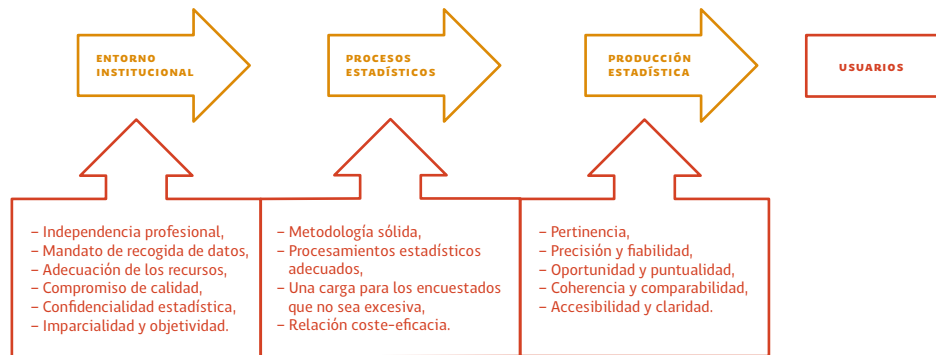 ENTORNO
INSTITUCIONAL
PROCESOS
ESTADÍSTICOS
PRODUCCIÓN
ESTADÍSTICA
USUARIOS
– Independencia profesional,
– Mandato de recogida de datos,
– Adecuación de los recursos,
– Compromiso de calidad,
– Confidencialidad estadística,
– Imparcialidad y objetividad.
– Metodología sólida,
– Procesamientos estadísticos
adecuados,
– Una carga para los encuestados
que no sea excesiva,
– Relación coste-eficacia.
– Pertinencia,
– Precisión y fiabilidad,
– Oportunidad y puntualidad,
– Coherencia y comparabilidad,
– Accesibilidad y claridad.